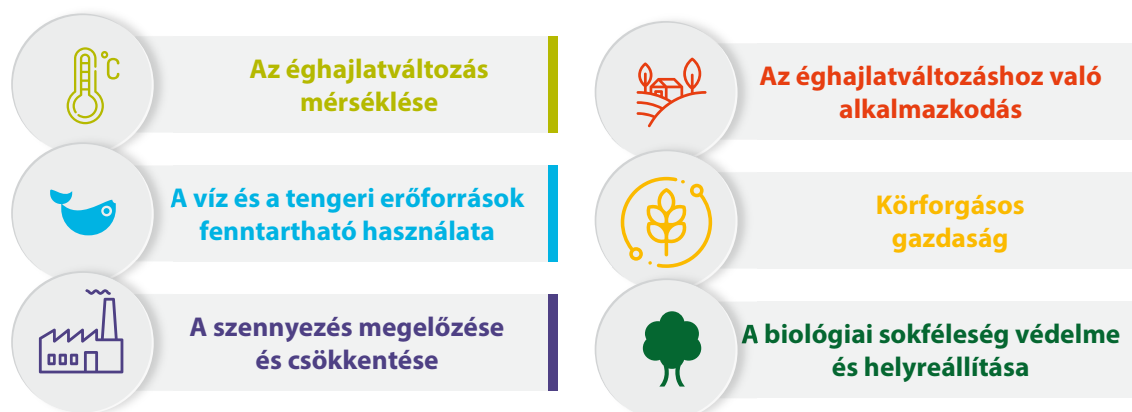 °C
Az éghajlatváltozás
mérséklése
Az éghajlatváltozáshoz való
alkalmazkodás
A víz és a tengeri erőforrások
fenntartható használata
Körforgásos
gazdaság
A szennyezés megelőzése
és csökkentése
A biológiai sokféleség védelme
és helyreállítása